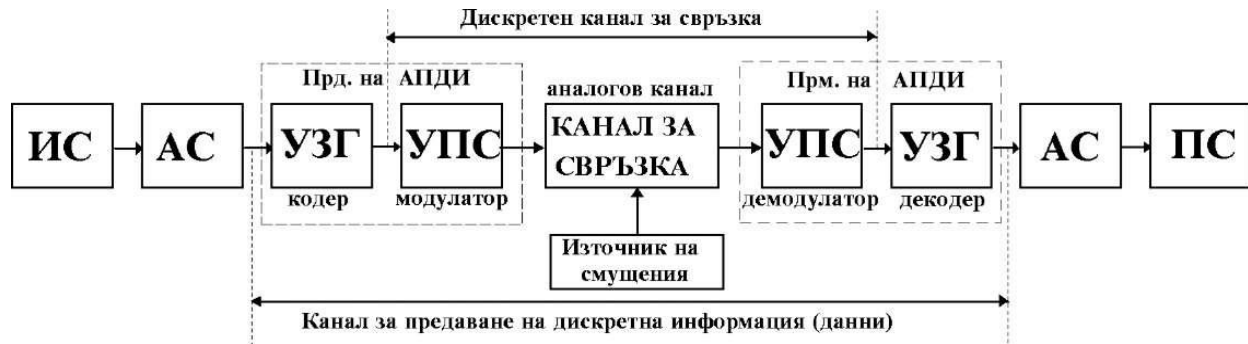 Дискретен канал за свръзка
Прд. на АПДИ
аналогов канал
Прм. на АПДИ
ИС
АС
УЗГ
УПС
КАНАЛ ЗА
СВРЪЗКА
УПС
УЗГ
АС
ПС
кодер
модулатор
демодулатор
декодер
Източник на
смущения
Канал за предаване на дискретна информация (данни)